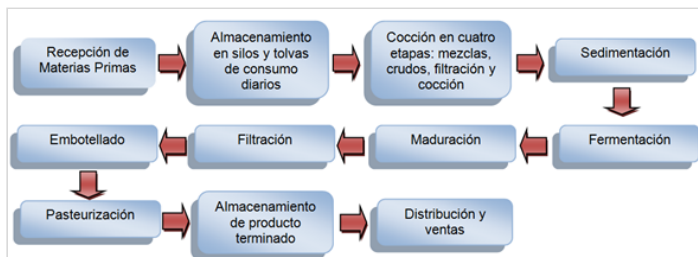 Recepción de
Materias Primas
Almacenamiento
en silos y tolvas
de consumo
diarios
Cocción en cuatro
etapas: mezclas,
crudos, filtración y
cocción
Sedimentación
Fermentación
Maduración
Filtración
Embotellado
Pasteurización
Almacenamiento
de producto
terminado
Distribución y
ventas